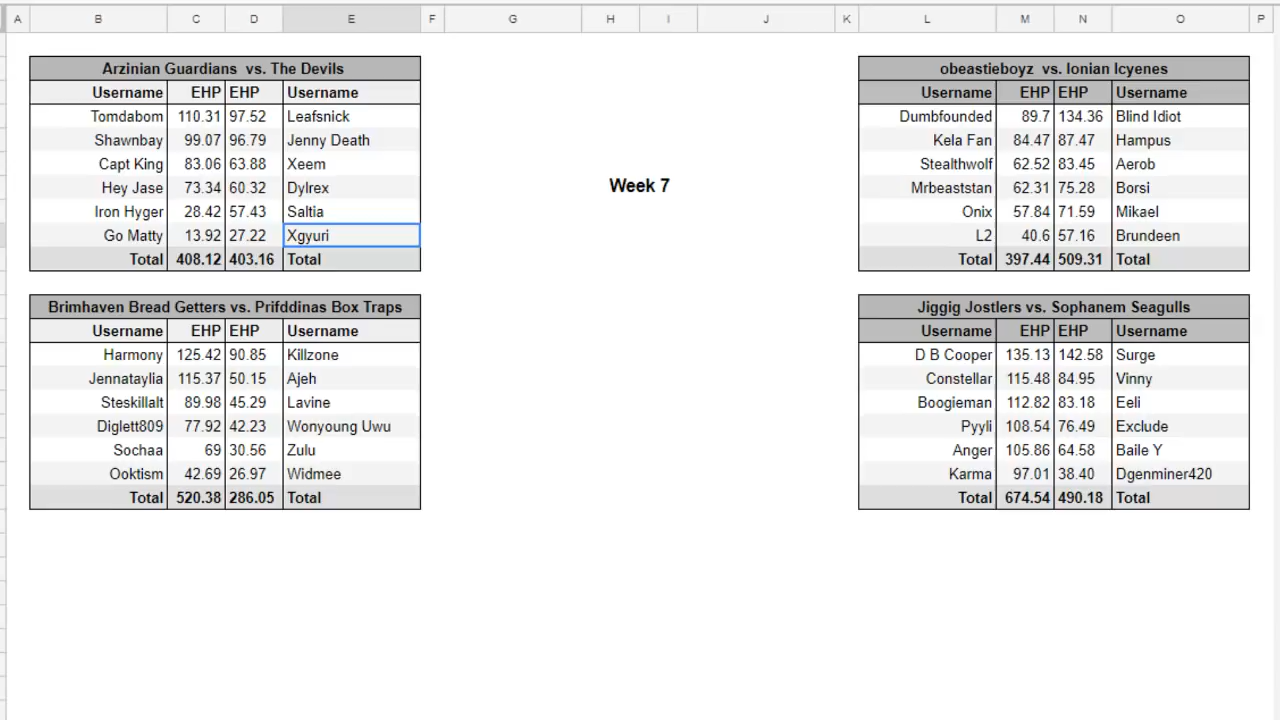 A B C D E F G H I J K L M N O P
Arzinian Guardians  vs. The Devils
Username EHP EHP Username
Tomdabom 110.31 97.52 Leafsnick
Shawnbay 99.07 96.79 Jenny Death
Capt King 83.06 63.88 Xeem
Hey Jase 73.34 60.32 Dylrex
Iron Hyger 28.42 57.43 Saltia
Go Matty 13.92 27.22 Xgyuri
Total 408.12 403.16 Total
Week 7
obeastieboyz  vs. Ionian Icyenes
Username EHP EHP Username
Dumbfounded 89.7 134.36 Blind Idiot
Kela Fan 84.47 87.47 Hampus
Stealthwolf 62.52 83.45 Aerob
Mrbeaststan 62.31 75.28 Borsi
Onix 57.84 71.59 Mikael
L2 40.6 57.16 Brundeen
Total 397.44 509.31 Total
Brimhaven Bread Getters vs. Prifddinas Box Traps
Username EHP EHP Username
Harmony 125.42 90.85 Killzone
Jennataylia 115.37 50.15 Ajeh
Steskillalt 89.98 45.29 Lavine
Diglett809 77.92 42.23 Wonyoung Uwu
Sochaa 69 30.56 Zulu
Ooktism 42.69 26.97 Widmee
Total 520.38 286.05 Total
Jiggig Jostlers vs. Sophanem Seagulls
Username EHP EHP Username
D B Cooper 135.13 142.58 Surge
Constellar 115.48 84.95 Vinny
Boogieman 112.82 83.18 Eeli
Pyyli 108.54 76.49 Exclude
Anger 105.86 64.58 Baile Y
Karma 97.01 38.40 Dgenminer420
Total 674.54 490.18 Total